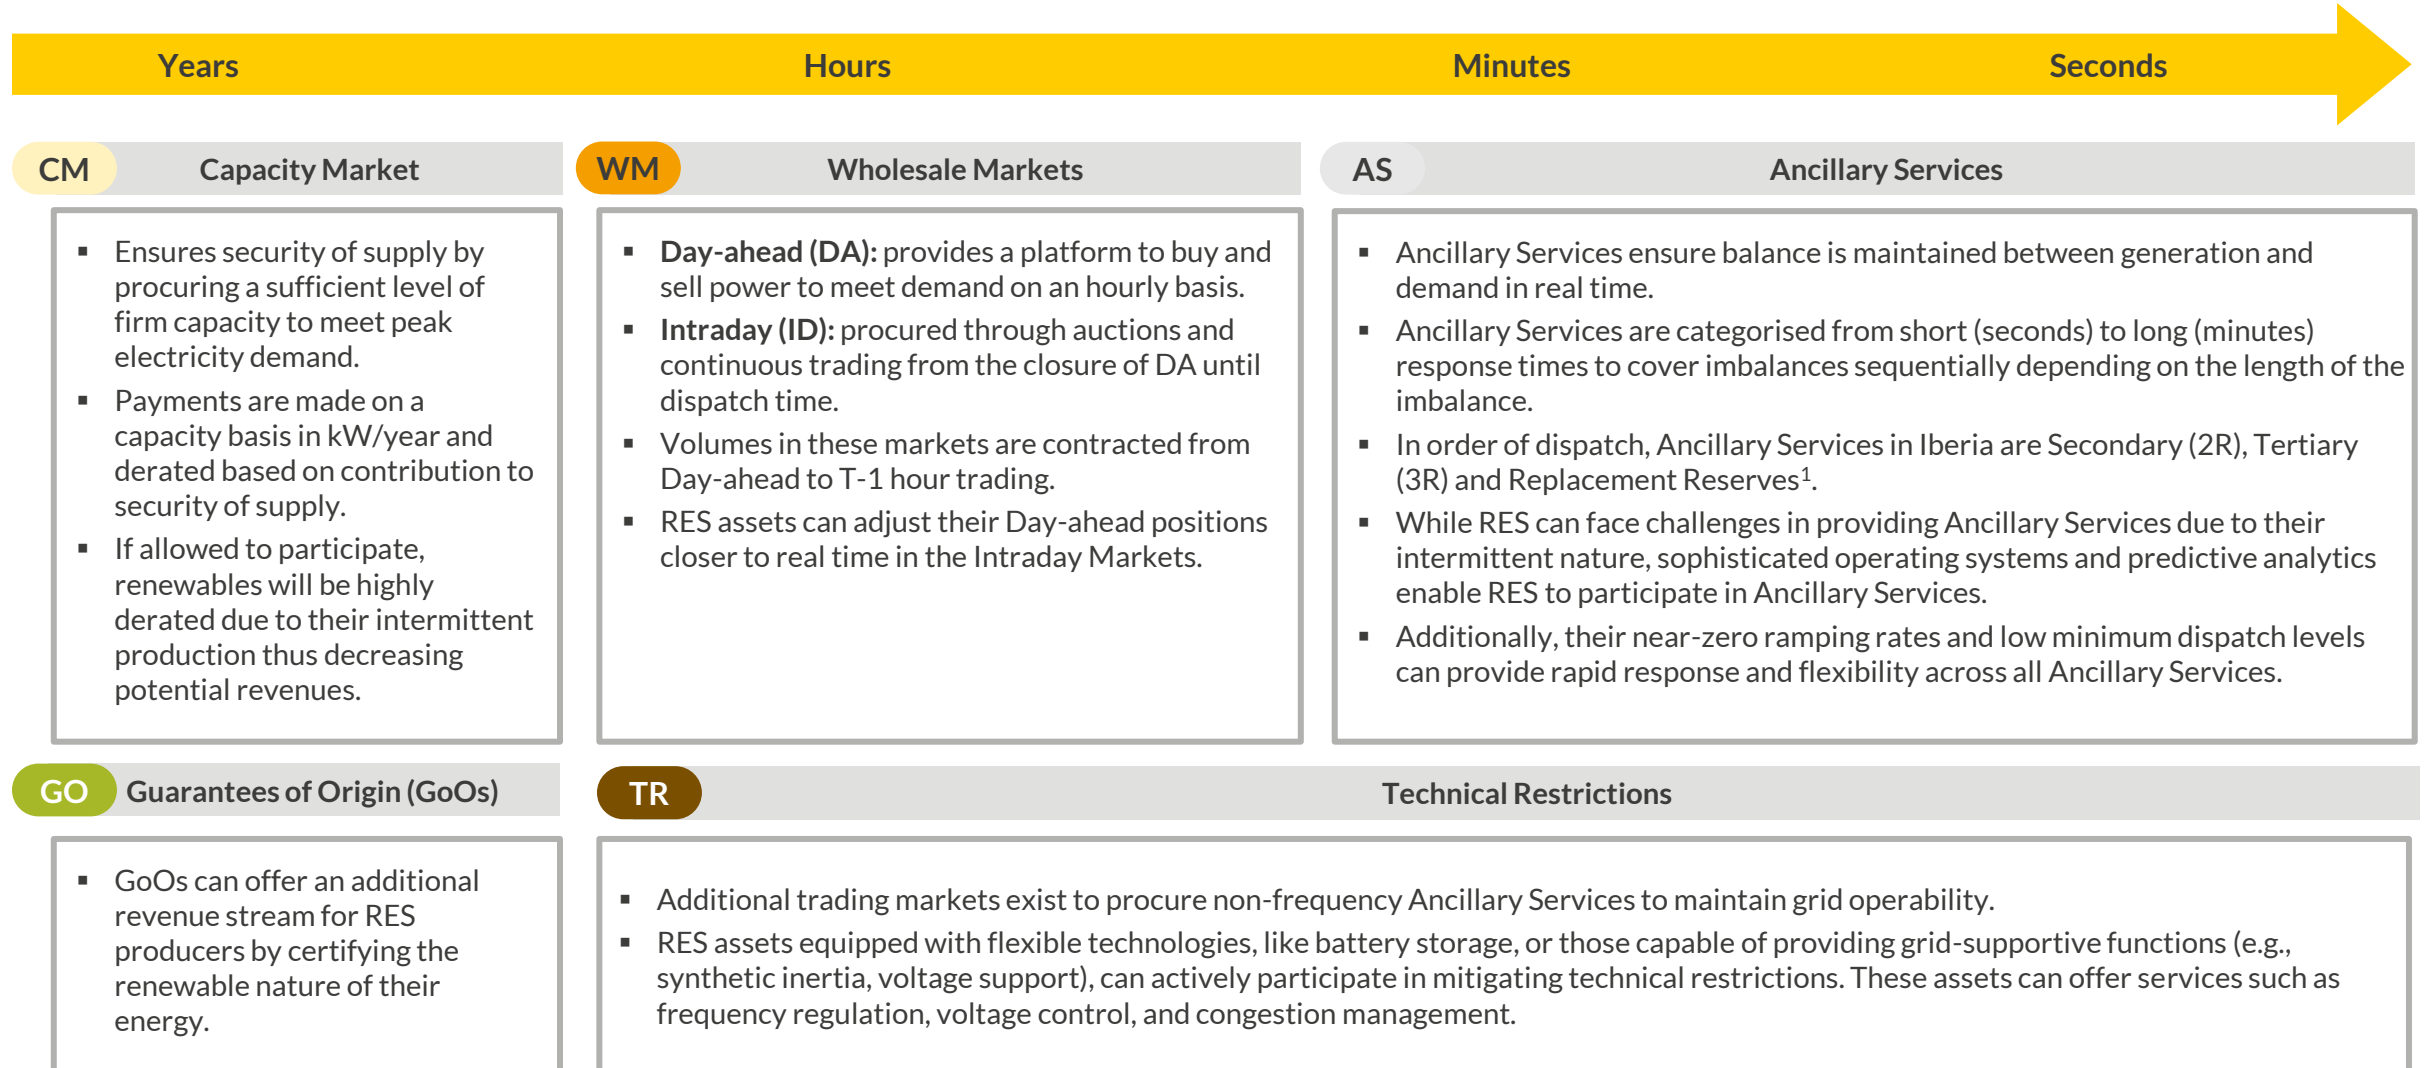 Years Hours Minutes Seconds
CM Capacity Market
▪ Ensures security of supply by
procuring a sufficient level of
firm capacity to meet peak
electricity demand.
▪ Payments are made on a
capacity basis in kW/year and
derated based on contribution to
security of supply.
▪ If allowed to participate,
renewables will be highly
derated due to their intermittent
production thus decreasing
potential revenues.
WM Wholesale Markets
▪ Day-ahead (DA): provides a platform to buy and
sell power to meet demand on an hourly basis.
▪ Intraday (ID): procured through auctions and
continuous trading from the closure of DA until
dispatch time.
▪ Volumes in these markets are contracted from
Day-ahead to T-1 hour trading.
▪ RES assets can adjust their Day-ahead positions
closer to real time in the Intraday Markets.
AS Ancillary Services
▪ Ancillary Services ensure balance is maintained between generation and
demand in real time.
▪ Ancillary Services are categorised from short (seconds) to long (minutes)
response times to cover imbalances sequentially depending on the length of the
imbalance.
▪ In order of dispatch, Ancillary Services in Iberia are Secondary (2R), Tertiary
(3R) and Replacement Reserves¹.
▪ While RES can face challenges in providing Ancillary Services due to their
intermittent nature, sophisticated operating systems and predictive analytics
enable RES to participate in Ancillary Services.
▪ Additionally, their near-zero ramping rates and low minimum dispatch levels
can provide rapid response and flexibility across all Ancillary Services.
GO Guarantees of Origin (GoOs)
▪ GoOs can offer an additional
revenue stream for RES
producers by certifying the
renewable nature of their
energy.
TR Technical Restrictions
▪ Additional trading markets exist to procure non-frequency Ancillary Services to maintain grid operability.
▪ RES assets equipped with flexible technologies, like battery storage, or those capable of providing grid-supportive functions (e.g.,
synthetic inertia, voltage support), can actively participate in mitigating technical restrictions. These assets can offer services such as
frequency regulation, voltage control, and congestion management.